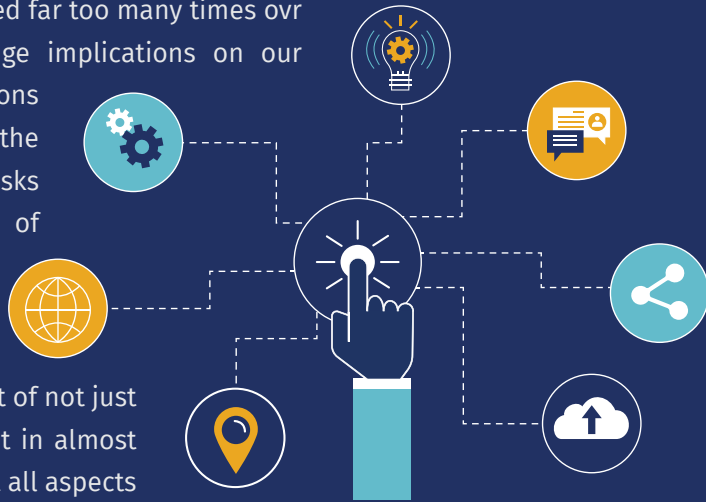 ed far too many times ovr
ge implications on our
ons
the
sks
of
t of not just
t in almost
all aspects